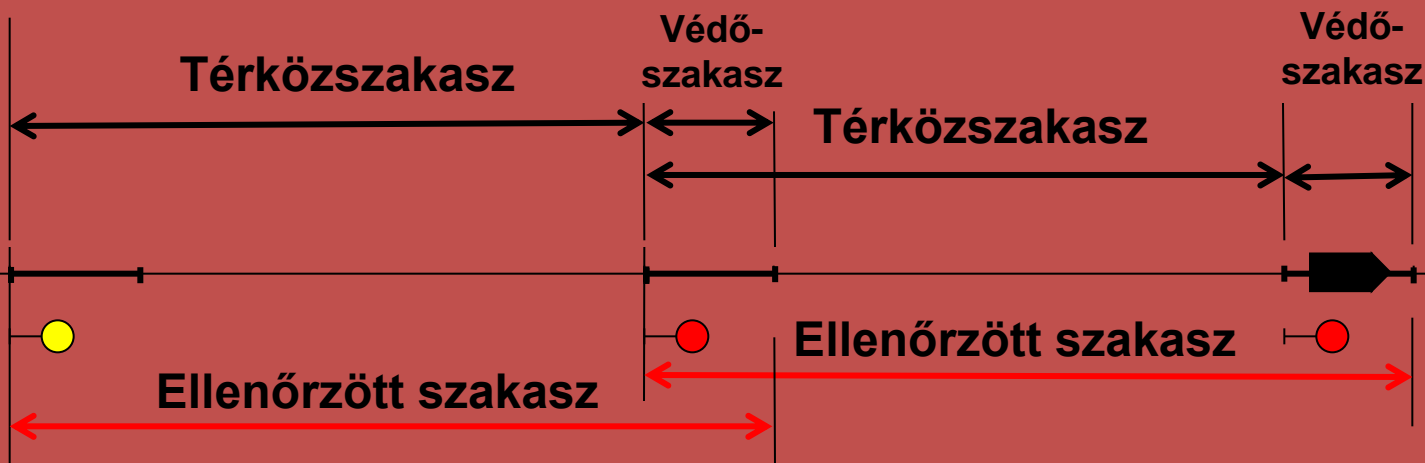 Térközszakasz
Védő-
szakasz
Térközszakasz
Védő-
szakasz
Ellenőrzött szakasz
Ellenőrzött szakasz